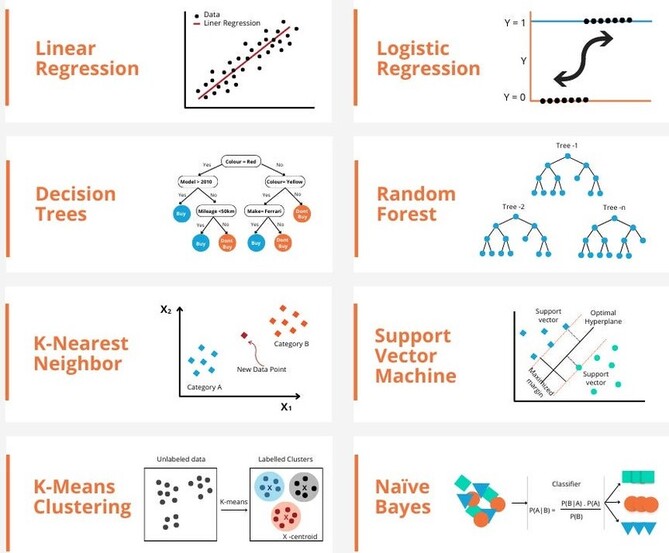 Linear
Regression
Data
Liner Regression
Logistic
Regression
Y = 1
Y
Y = 0
Decision
Trees
Colour = Red
Yes
No
Model > 2010
Colour= Yellow
Yes
No
Yes
No
Buy
Mileage <50km
Make= Ferrari
Dont
Buy
Yes
No
Yes
No
Buy
Dont
Buy
Buy
Dont
Buy
Random
Forest
Tree -1
Tree -2
Tree -n
K-Nearest
Neighbor
X₂
Category B
New Data Point
Category A
X₁
Support
Vector
Machine
Support
vector
Optimal
Hyperplane
Maximized
margin
Support
vector
K-Means
Clustering
Unlabeled data
Labelled Clusters
K-means
X
X
X
X -centroid
Naïve
Bayes
Classifier
P(A|B) = P(B|A) . P(A)
P(B)